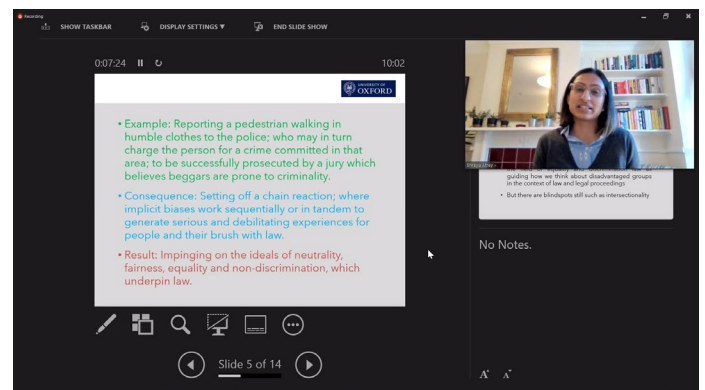 Recording
SHOW TASKBAR
DISPLAY SETTINGS ▼
END SLIDE SHOW
0:07:24
10:02
UNIVERSITY OF
OXFORD
• Example: Reporting a pedestrian walking in
humble clothes to the police; who may in turn
charge the person for a crime committed in that
area; to be successfully prosecuted by a jury which
believes beggars are prone to criminality.
• Consequence: Setting off a chain reaction; where
implicit biases work sequentially or in tandem to
generate serious and debilitating experiences for
people and their brush with law.
• Result: Impinging on the ideals of neutrality,
fairness, equality and non-discrimination, which
underpin law.
guiding how we think about disadvantaged groups
in the context of law and legal proceedings
• But there are blindspots still such as intersectionality
No Notes.
Slide 5 of 14
A A